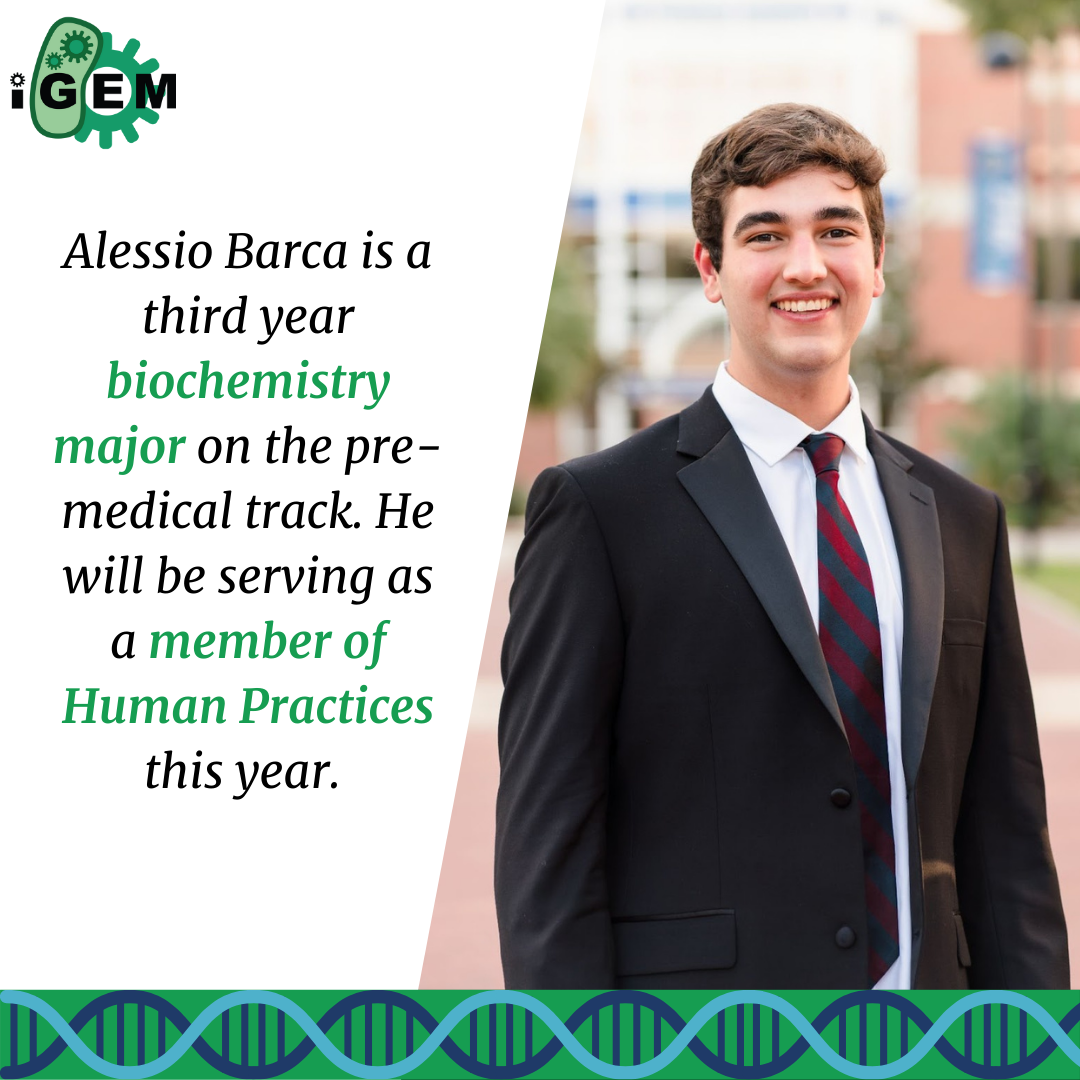 iGEM
Alessio Barca is a
third year
biochemistry
major on the pre-
medical track. He
will be serving as
a member of
Human Practices
this year.